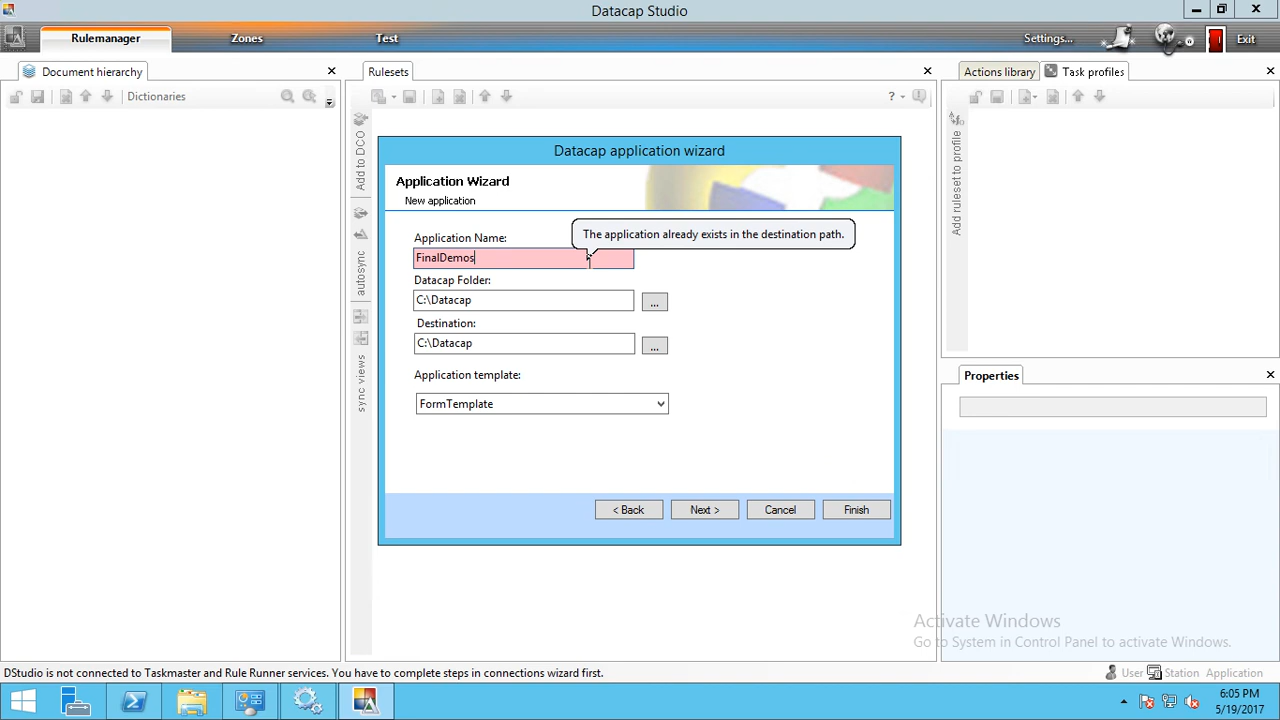 Datacap Studio
Rulemanager
Zones
Test
Settings...
Exit
Document hierarchy
Rulesets
Actions library
Task profiles
Dictionaries
?
Add to DCO
autosync
sync views
Add ruleset to profile
Datacap application wizard
Application Wizard
New application
The application already exists in the destination path.
Application Name:
FinalDemos
Datacap Folder:
C:\Datacap
...
Destination:
C:\Datacap
...
Application template:
FormTemplate
< Back
Next >
Cancel
Finish
Properties
Activate Windows
Go to System in Control Panel to activate Windows.
DStudio is not connected to Taskmaster and Rule Runner services. You have to complete steps in connections wizard first.
User
Station
Application
6:05 PM
5/19/2017